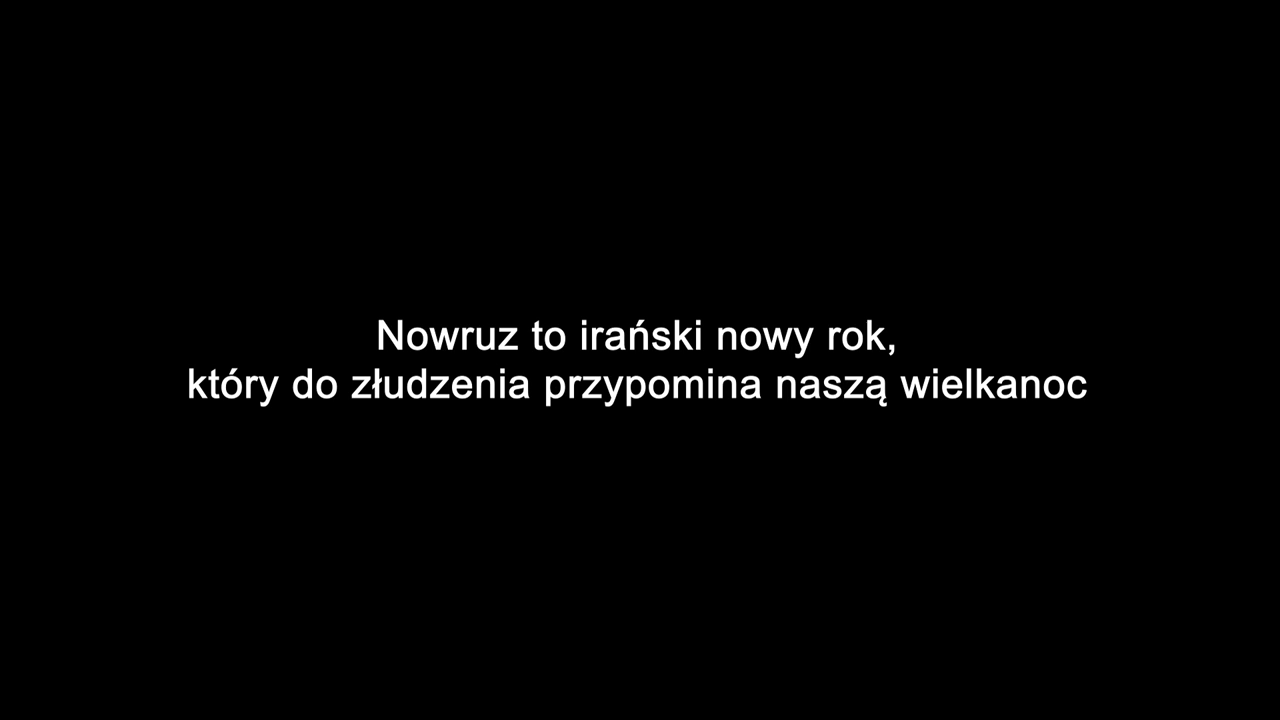 Nowruz to irański nowy rok,
który do złudzenia przypomina naszą wielkanoc